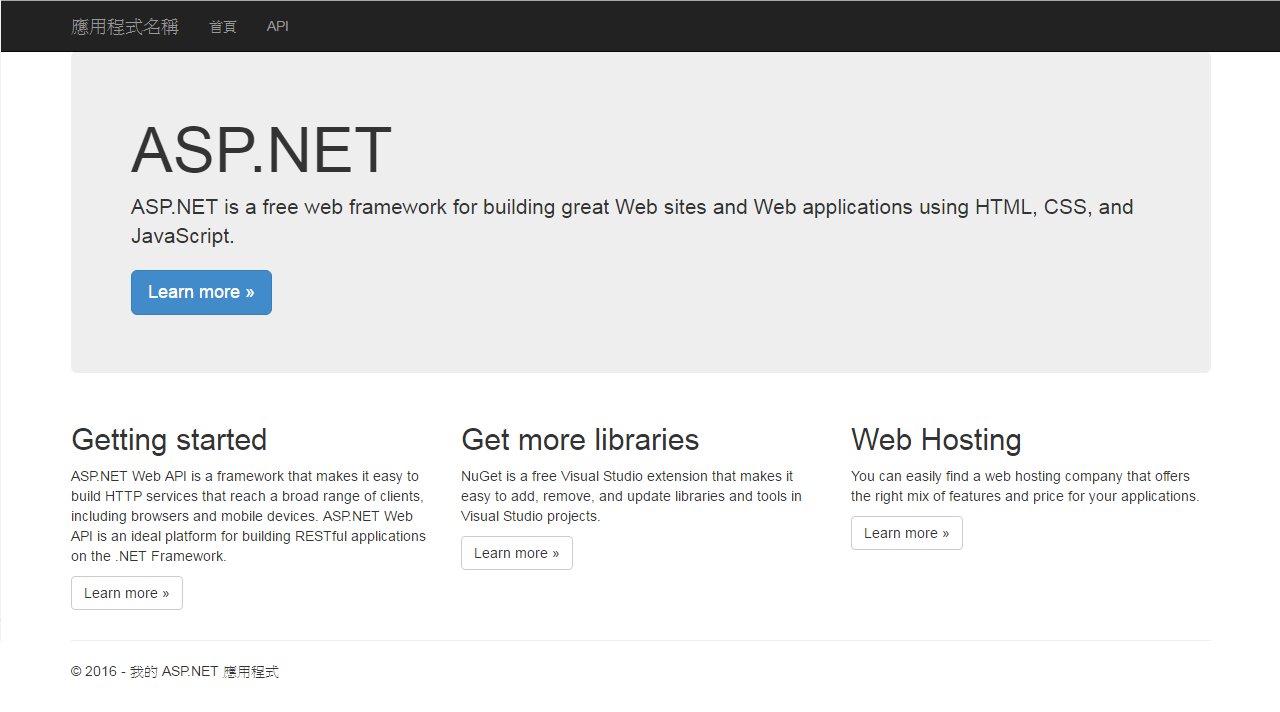 應用程式名稱 首頁 API
ASP.NET
ASP.NET is a free web framework for building great Web sites and Web applications using HTML, CSS, and
JavaScript.
Learn more »
Getting started
ASP.NET Web API is a framework that makes it easy to
build HTTP services that reach a broad range of clients,
including browsers and mobile devices. ASP.NET Web
API is an ideal platform for building RESTful applications
on the .NET Framework.
Learn more »
Get more libraries
NuGet is a free Visual Studio extension that makes it
easy to add, remove, and update libraries and tools in
Visual Studio projects.
Learn more »
Web Hosting
You can easily find a web hosting company that offers
the right mix of features and price for your applications.
Learn more »
© 2016 - 我的 ASP.NET 應用程式